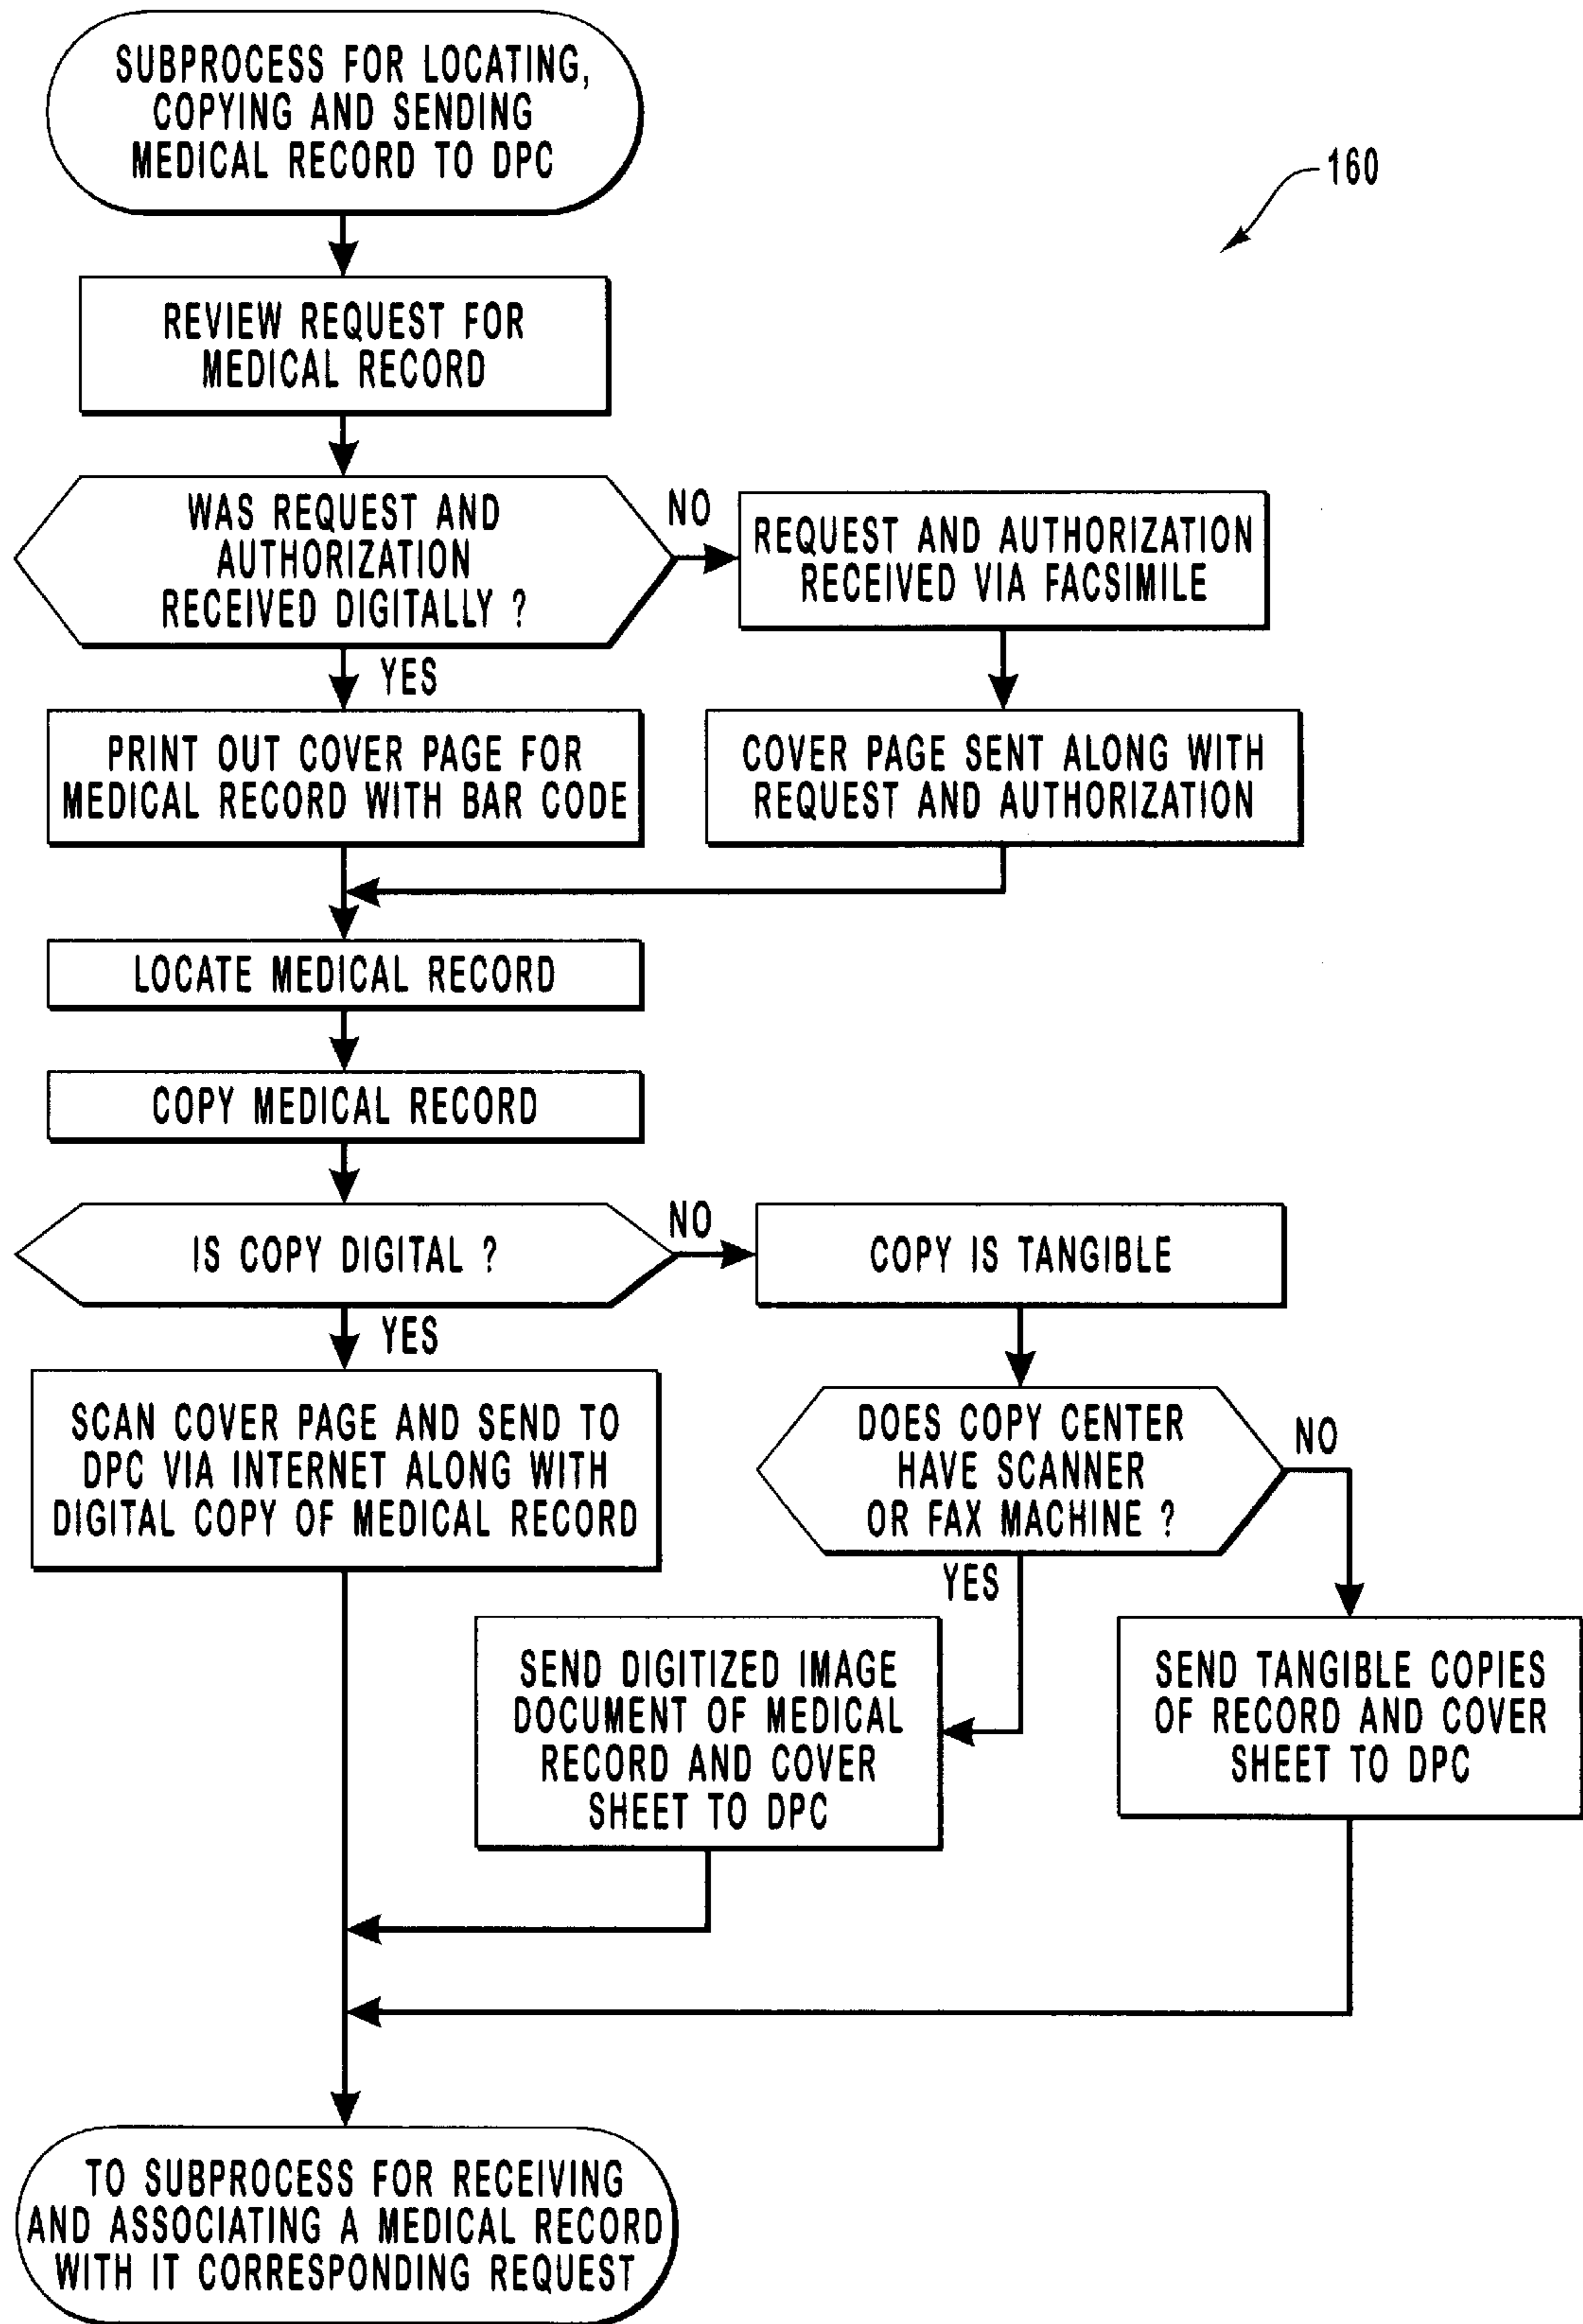 SUBPROCESS FOR LOCATING,
COPYING AND SENDING
MEDICAL RECORD TO DPC
160
REVIEW REQUEST FOR
MEDICAL RECORD
WAS REQUEST AND
AUTHORIZATION
RECEIVED DIGITALLY ?
NO
REQUEST AND AUTHORIZATION
RECEIVED VIA FACSIMILE
YES
PRINT OUT COVER PAGE FOR
MEDICAL RECORD WITH BAR CODE
COVER PAGE SENT ALONG WITH
REQUEST AND AUTHORIZATION
LOCATE MEDICAL RECORD
COPY MEDICAL RECORD
IS COPY DIGITAL ?
NO
COPY IS TANGIBLE
YES
SCAN COVER PAGE AND SEND TO
DPC VIA INTERNET ALONG WITH
DIGITAL COPY OF MEDICAL RECORD
DOES COPY CENTER
HAVE SCANNER
OR FAX MACHINE ?
NO
YES
SEND DIGITIZED IMAGE
DOCUMENT OF MEDICAL
RECORD AND COVER
SHEET TO DPC
SEND TANGIBLE COPIES
OF RECORD AND COVER
SHEET TO DPC
TO SUBPROCESS FOR RECEIVING
AND ASSOCIATING A MEDICAL RECORD
WITH IT CORRESPONDING REQUEST